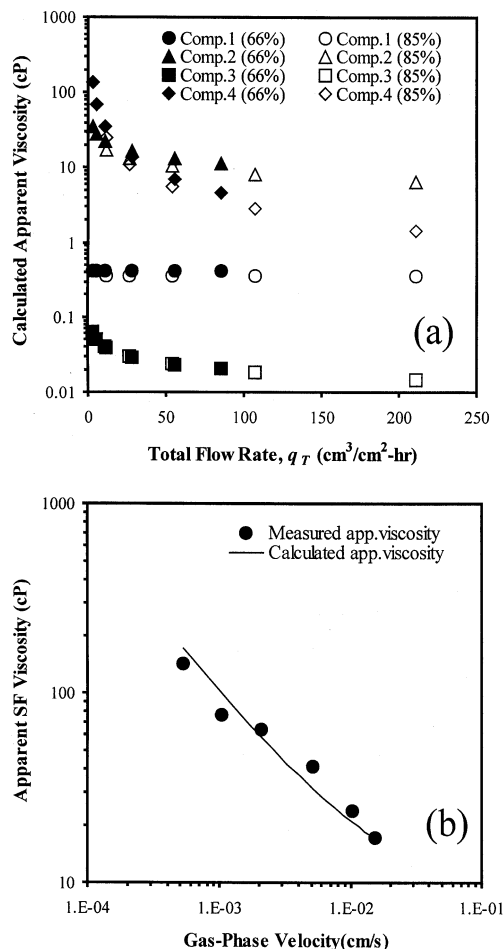 1000
100
10
1
0.1
0.01
Calculated Apparent Viscosity (cP)
Comp.1 (66%) Comp.1 (85%)
Comp.2 (66%) Comp.2 (85%)
Comp.3 (66%) Comp.3 (85%)
Comp.4 (66%) Comp.4 (85%)
(a)
0 50 100 150 200 250
Total Flow Rate, q T (cm3/cm2-hr)
1000
100
10
Apparent SF Viscosity (cP)
Measured app.viscosity
Calculated app.viscosity
(b)
1.E-04 1.E-03 1.E-02 1.E-01
Gas-Phase Velocity(cm/s)